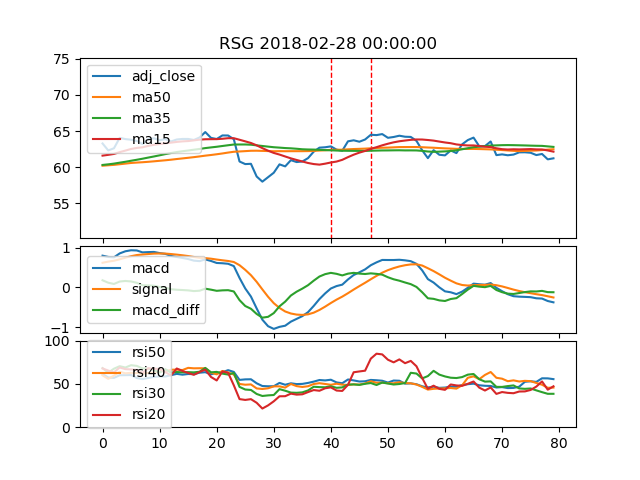 RSG 2018-02-28 00:00:00
75
70
65
60
55
adj_close
ma50
ma35
ma15
1
0
−1
macd
signal
macd_diff
100
50
0
rsi50
rsi40
rsi30
rsi20
0 10 20 30 40 50 60 70 80